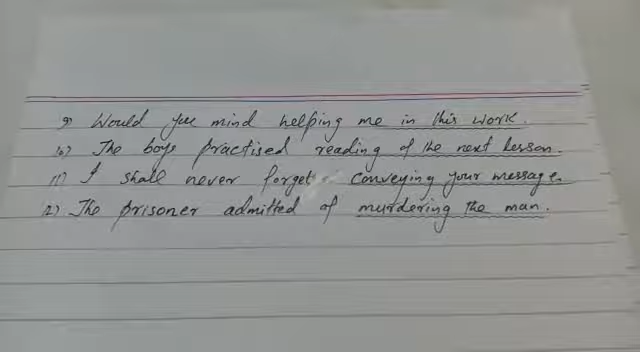 9) Would you mind helping me in this work.
10) The boys practised reading of the next lesson.
11) I shall never forget conveying your message.
12) The prisoner admitted of murdering the man.